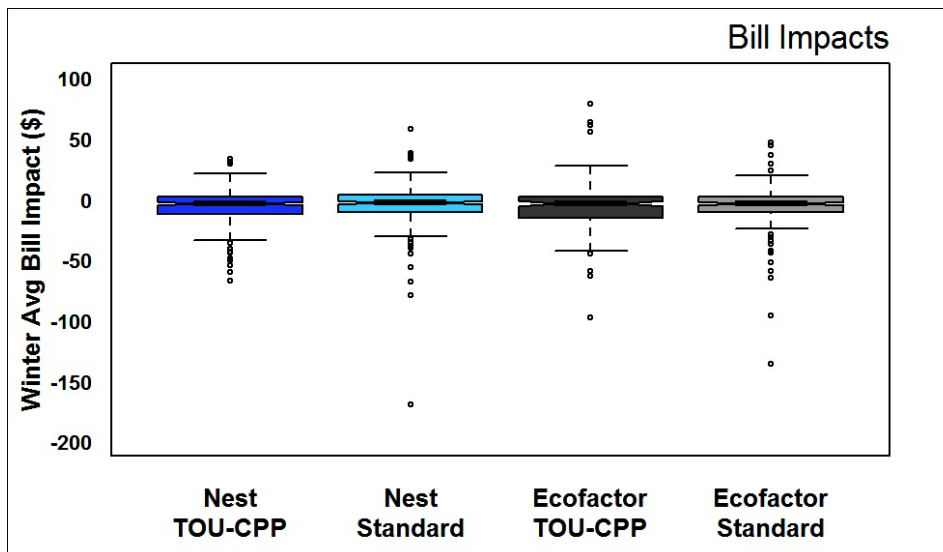 Bill Impacts
Winter Avg Bill Impact ($)
100
50
0
-50
-100
-150
-200
Nest
TOU-CPP
Nest
Standard
Ecofactor
TOU-CPP
Ecofactor
Standard